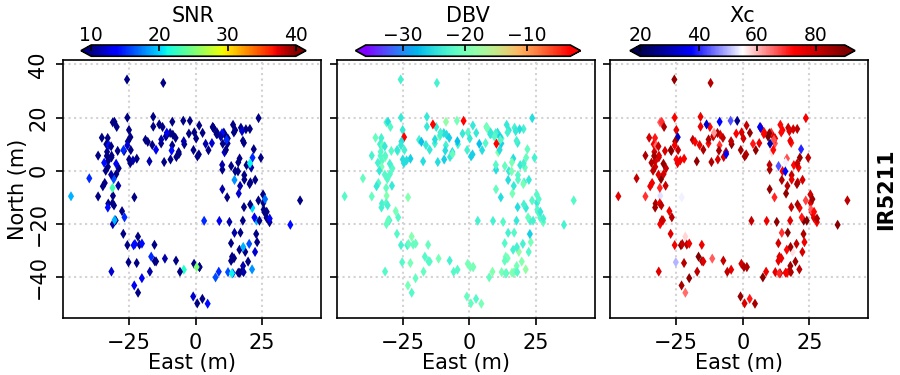 SNR DBV Xc
10 20 30 40 −30 −20 −10 20 40 60 80
40
20
0
−20
−40
North (m)
−25 0 25 −25 0 25 −25 0 25
East (m) East (m) East (m)
IR5211